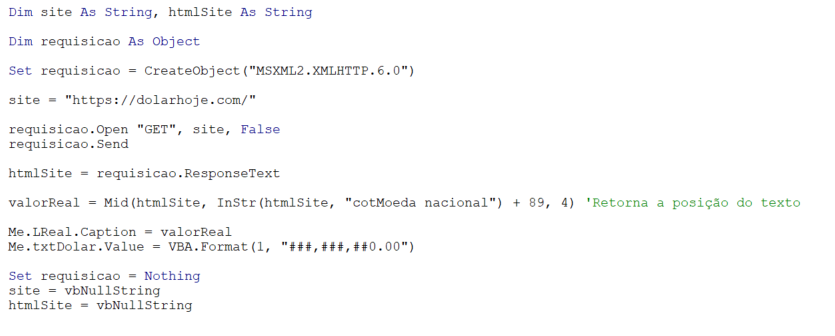 Dim site As String, htmlSite As String
Dim requisicao As Object
Set requisicao = CreateObject("MSXML2.XMLHTTP.6.0")
site = "https://dolarhoje.com/"
requisicao.Open "GET", site, False
requisicao.Send
htmlSite = requisicao.ResponseText
valorReal = Mid(htmlSite, InStr(htmlSite, "cotMoeda nacional") + 89, 4) 'Retorna a posição do texto
Me.LReal.Caption = valorReal
Me.txtDolar.Value = VBA.Format(1, "###,###,##0.00")
Set requisicao = Nothing
site = vbNullString
htmlSite = vbNullString